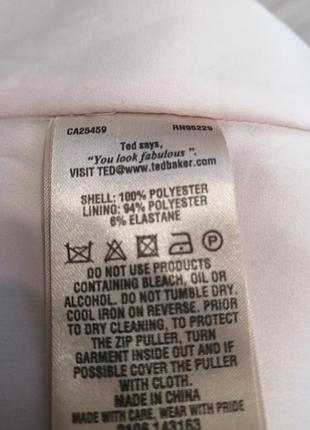 CA25459 RN95229
Ted says,
"You look fabulous".
VISIT TED@www.tedbaker.com
SHELL: 100% POLYESTER
LINING: 94% POLYESTER
6% ELASTANE
P
DO NOT USE PRODUCTS
CONTAINING BLEACH, OIL OR
ALCOHOL. DO NOT TUMBLE DRY.
COOL IRON ON REVERSE. PRIOR
TO DRY CLEANING, TO PROTECT
THE ZIP PULLER, TURN
GARMENT INSIDE OUT AND IF
POSSIBLE COVER THE PULLER
WITH CLOTH.
MADE IN CHINA
MADE WITH CARE, WEAR WITH PRIDE